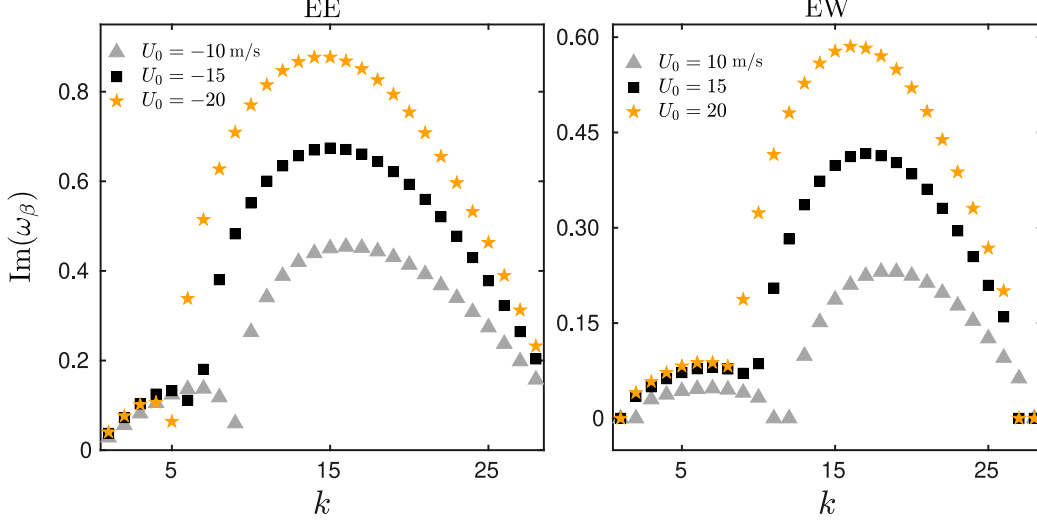 EE
U₀ = −10 m/s
U₀ = −15
U₀ = −20
Im(ω_β)
0.8
0.6
0.4
0.2
0
5
15
25
k
EW
U₀ = 10 m/s
U₀ = 15
U₀ = 20
0.60
0.45
0.30
0.15
0
5
15
25
k